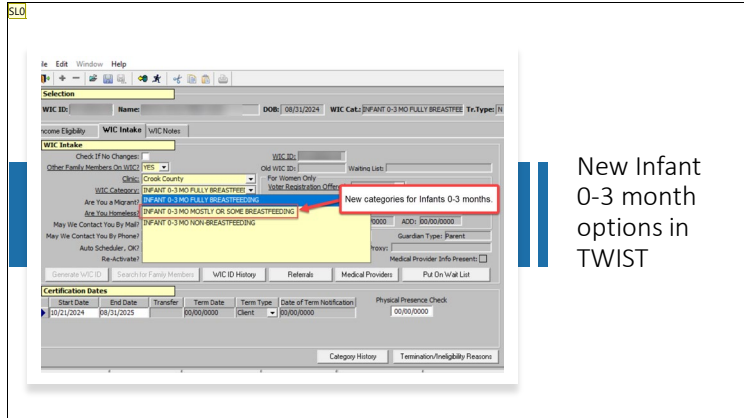 SL0
le Edit Window Help
Selection
WIC ID: Name: DOB: 08/31/2024 WIC Cat.: INFANT 0-3 MO FULLY BREASTFEE Tr.Type: N
ncome Eligibility WIC Intake WIC Notes
WIC Intake
Check If No Changes: WIC ID:
Other Family Members On WIC? YES Old WIC ID: Waiting List:
Clinic: Crook County For Women Only
WIC Category: INFANT 0-3 MO FULLY BREASTFEEI Voter Registration Offer
Are You a Migrant? INFANT 0-3 MO FULLY BREASTFEEDING New categories for Infants 0-3 months.
Are You Homeless? INFANT 0-3 MO MOSTLY OR SOME BREASTFEEDING
May We Contact You By Mail? INFANT 0-3 MO NON-BREASTFEEDING 0000 ADD: 00/00/0000
May We Contact You By Phone? Guardian Type: Parent
Auto Scheduler, OK? Proxy:
Re-Activate? Medical Provider Info Present:
Generate WIC ID Search for Family Members WIC ID History Referrals Medical Providers Put On Wait List
Certification Dates
Start Date End Date Transfer Term Date Term Type Date of Term Notification Physical Presence Check
10/21/2024 08/31/2025 00/00/0000 Client 00/00/0000 00/00/0000
Category History Termination/Ineligibility Reasons
New Infant
0-3 month
options in
TWIST